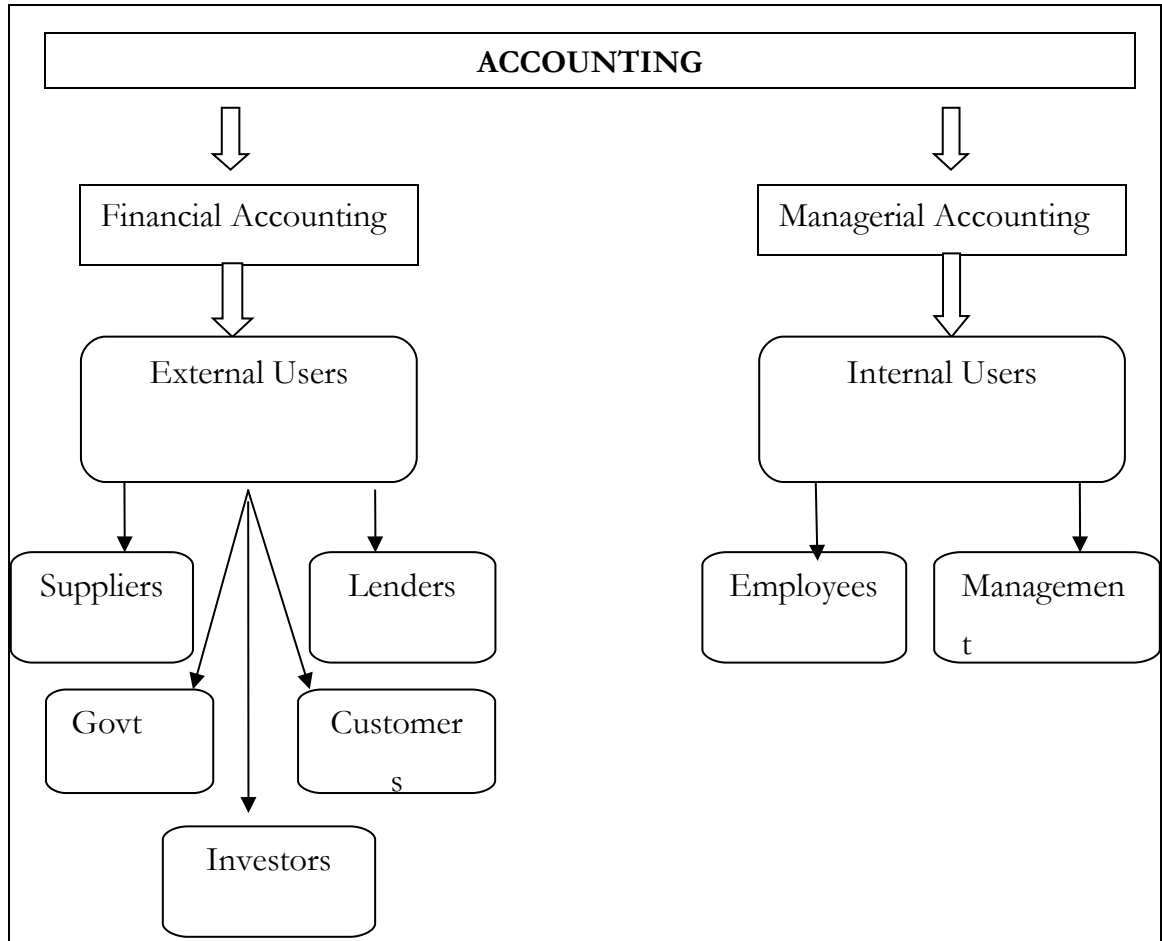 ACCOUNTING
Financial Accounting
Managerial Accounting
External Users
Internal Users
Suppliers
Lenders
Employees
Managemen
t
Govt
Customer
s
Investors